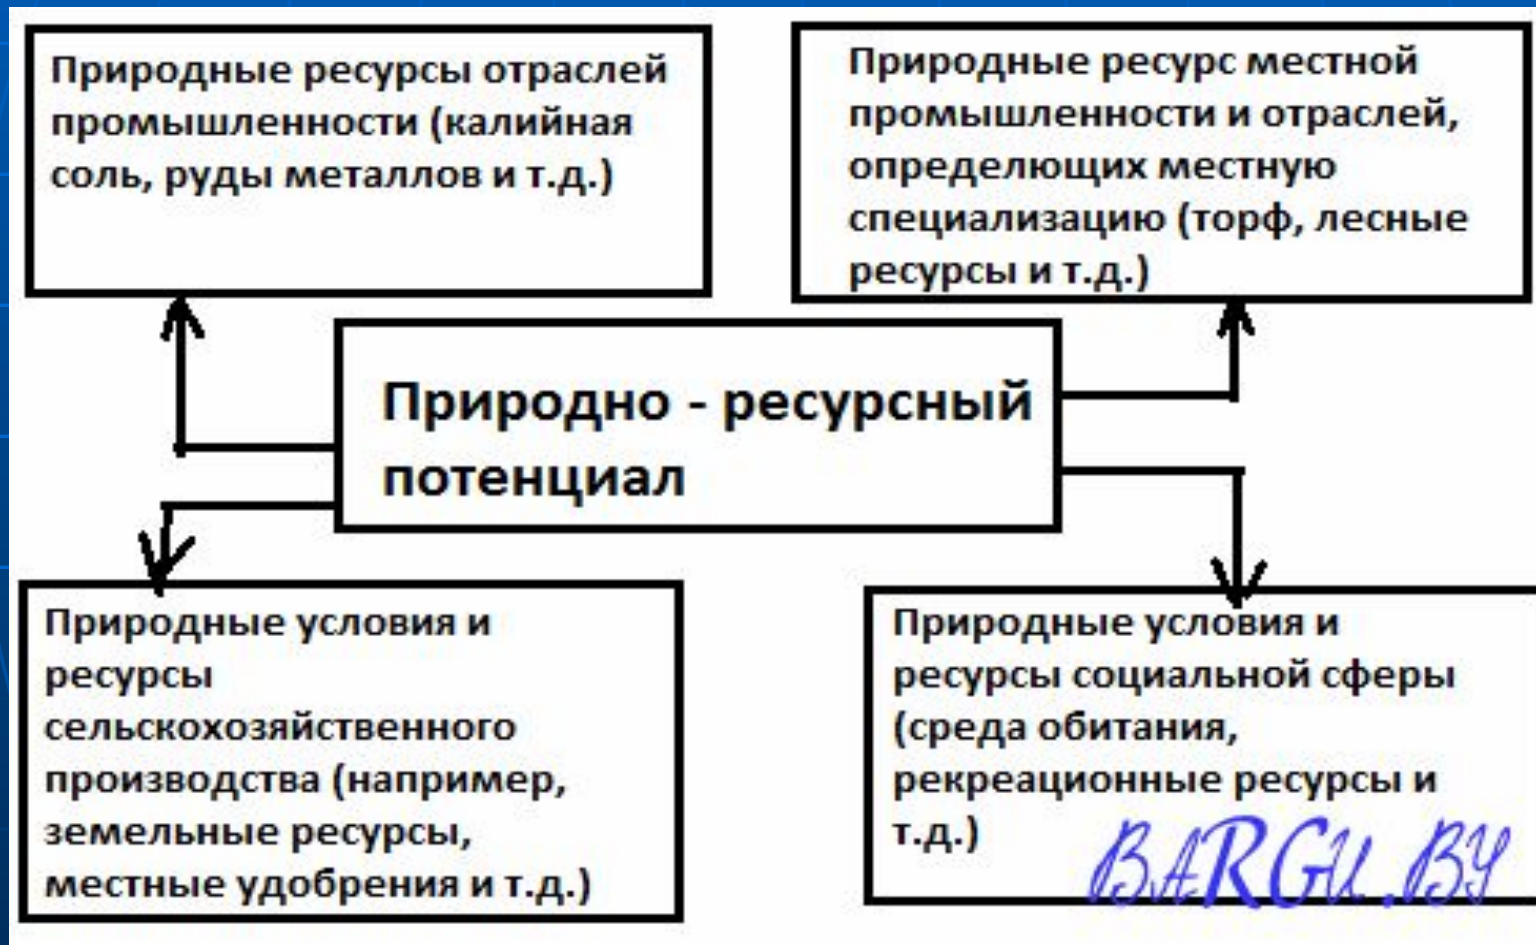 Природные ресурсы отраслей
промышленности (калийная
соль, руды металлов и т.д.)
Природные ресурс местной
промышленности и отраслей,
определющих местную
специализацию (торф, лесные
ресурсы и т.д.)
Природно - ресурсный
потенциал
Природные условия и
ресурсы
сельскохозяйственного
производства (например,
земельные ресурсы,
местные удобрения и т.д.)
Природные условия и
ресурсы социальной сферы
(среда обитания,
рекреационные ресурсы и
т.д.)
BARGU.BY